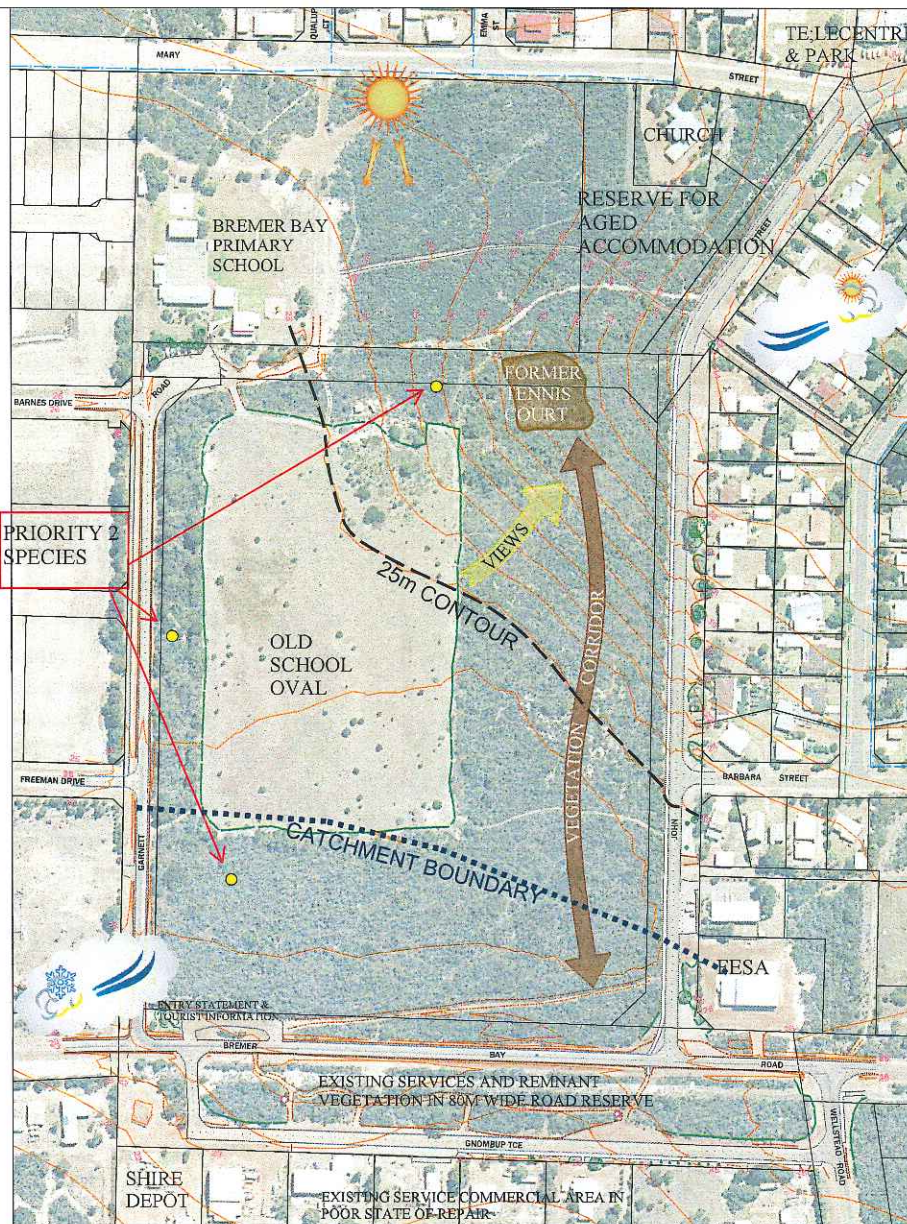 QUALUP
CT
EMMA
ST
TE;LECENTRE
& PARK
MARY
STREET
CHURCH
RESERVE FOR
AGED
ACCOMMODATION
STREET
BREMER BAY
PRIMARY
SCHOOL
FORMER
TENNIS
COURT
BARNES DRIVE
ROAD
PRIORITY 2
SPECIES
VIEWS
25m CONTOUR
OLD
SCHOOL
OVAL
VEGETATION CORRIDOR
FREEMAN DRIVE
BARBARA STREET
JOHN
GARNETT
CATCHMENT BOUNDARY
FESA
ENTRY STATEMENT &
TOURIST INFORMATION
BREMER BAY ROAD
EXISTING SERVICES AND REMNANT
VEGETATION IN 80M WIDE ROAD RESERVE
GNOMBUP TCE
WELLSTEAD ROAD
SHIRE
DEPOT
EXISTING SERVICE COMMERCIAL AREA IN
POOR STATE OF REPAIR